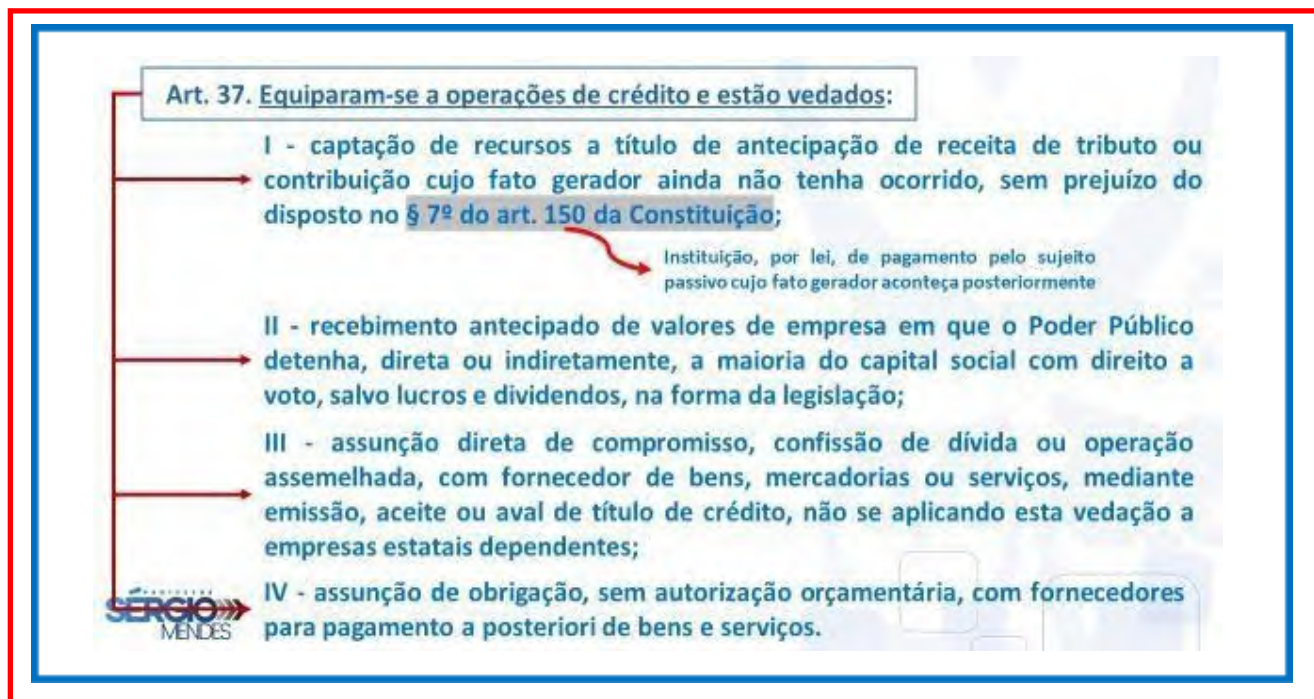 Art. 37. Equiparam-se a operações de crédito e estão vedados:
I - captação de recursos a título de antecipação de receita de tributo ou
contribuição cujo fato gerador ainda não tenha ocorrido, sem prejuízo do
disposto no § 7º do art. 150 da Constituição;
Instituição, por lei, de pagamento pelo sujeito
passivo cujo fato gerador aconteça posteriormente
II - recebimento antecipado de valores de empresa em que o Poder Público
detenha, direta ou indiretamente, a maioria do capital social com direito a
voto, salvo lucros e dividendos, na forma da legislação;
III - assunção direta de compromisso, confissão de dívida ou operação
assemelhada, com fornecedor de bens, mercadorias ou serviços, mediante
emissão, aceite ou aval de título de crédito, não se aplicando esta vedação a
empresas estatais dependentes;
IV - assunção de obrigação, sem autorização orçamentária, com fornecedores
para pagamento a posteriori de bens e serviços.
SÉRGIO
MENDES